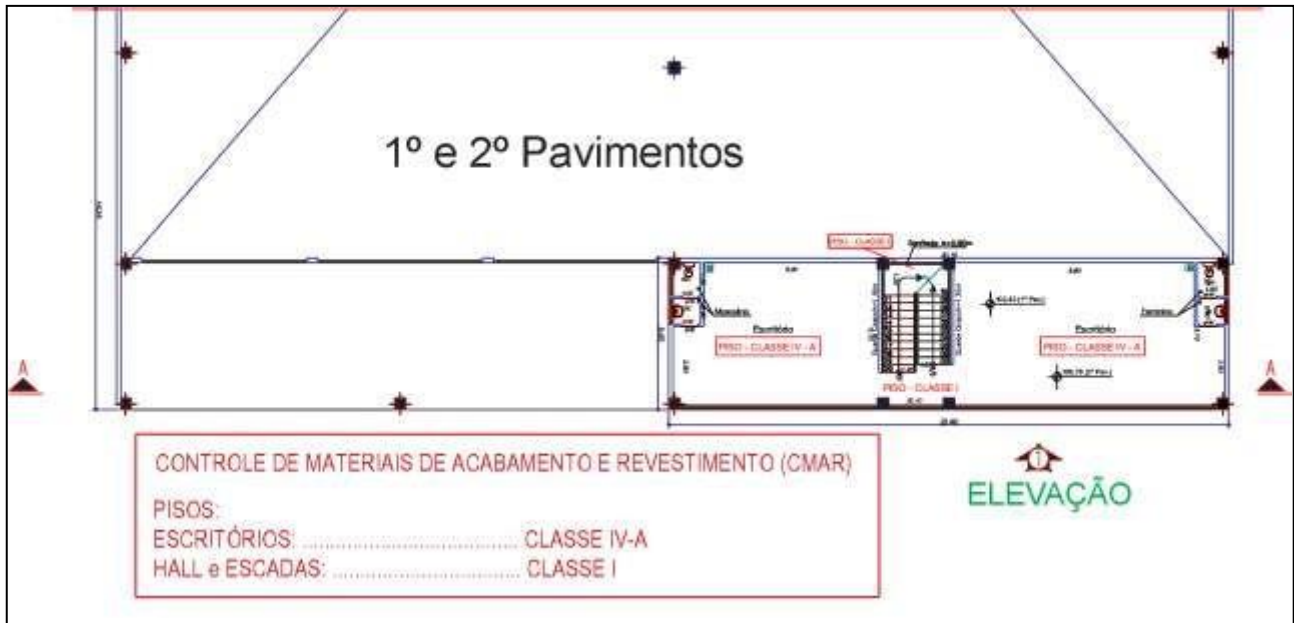 1º e 2º Pavimentos
PISO - CLASSE I
Escritório
PISO - CLASSE IV - A
Escritório
PISO - CLASSE IV - A
PISO - CLASSE I
A
A
CONTROLE DE MATERIAIS DE ACABAMENTO E REVESTIMENTO (CMAR)
PISOS:
ESCRITÓRIOS: .................................. CLASSE IV-A
HALL e ESCADAS: .............................. CLASSE I
1
ELEVAÇÃO